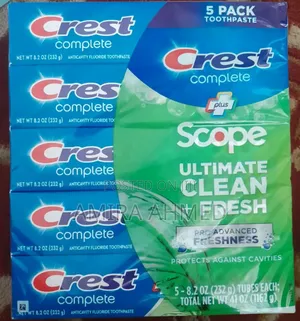 5 PACK
TOOTHPASTE
Crest
complete
NET WT 8.2 OZ (232 g) ANTICAVITY FLUORIDE TOOTHPASTE
Crest
complete
plus
Scope
ULTIMATE
CLEAN
FRESH
PRO ADVANCED
FRESHNESS
PROTECTS AGAINST CAVITIES
5 - 8.2 OZ (232 g) TUBES EACH:
TOTAL NET WT 41 OZ (1162 g)
Crest
complete
NET WT 8.2 OZ (232 g) ANTICAVITY FLUORIDE TOOTHPASTE
Crest
complete
NET WT 8.2 OZ (232 g) ANTICAVITY FLUORIDE TOOTHPASTE
Crest
complete
NET WT 8.2 OZ (232 g) ANTICAVITY FLUORIDE TOOTHPASTE
Crest
complete
NET WT 8.2 OZ (232 g) ANTICAVITY FLUORIDE TOOTHPASTE
AMIRA AHMED